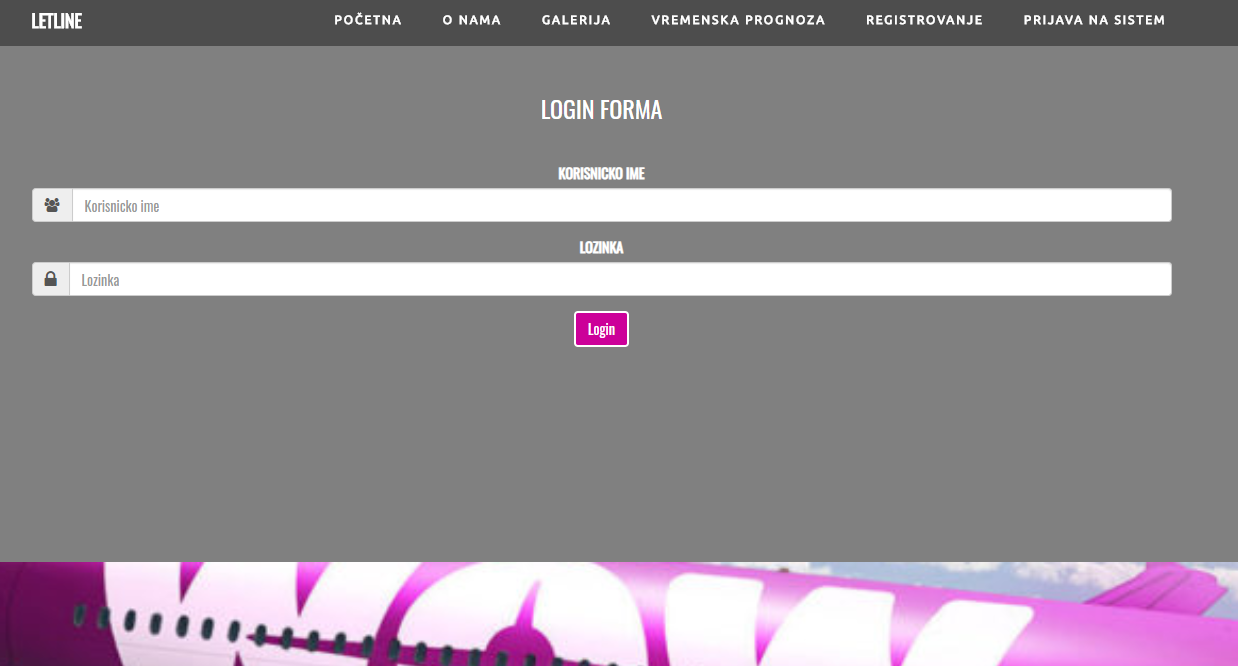 LETLINE POČETNA O NAMA GALERIJA VREMENSKA PROGNOZA REGISTROVANJE PRIJAVA NA SISTEM
LOGIN FORMA
KORISNICKO IME
Korisnicko ime
LOZINKA
Lozinka
Login
wow